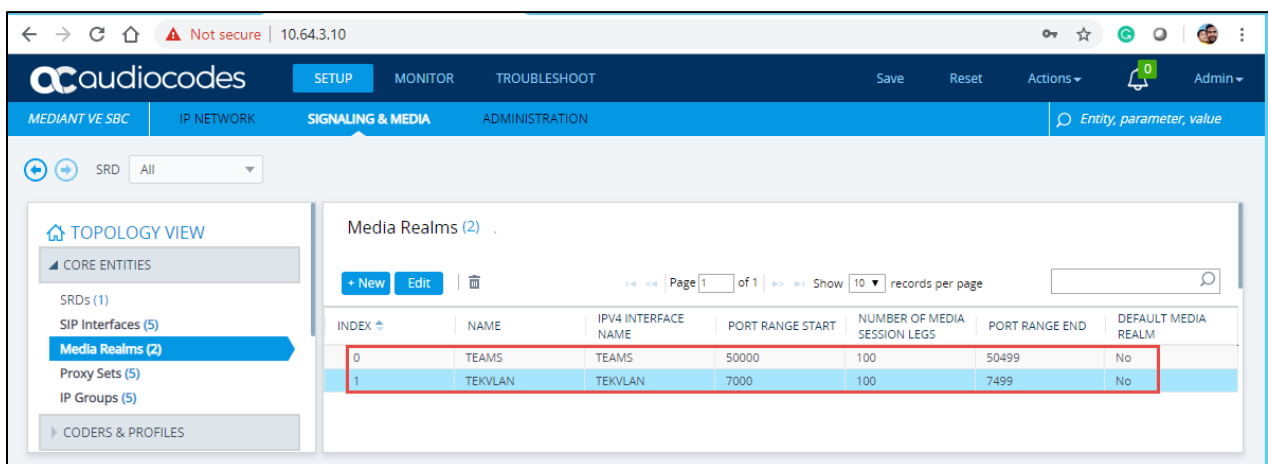 Not secure | 10.64.3.10
audiocodes SETUP MONITOR TROUBLESHOOT Save Reset Actions 0 Admin
MEDIANT VE SBC IP NETWORK SIGNALING & MEDIA ADMINISTRATION Entity, parameter, value
SRD All
TOPOLOGY VIEW
CORE ENTITIES
SRDs (1)
SIP Interfaces (5)
Media Realms (2)
Proxy Sets (5)
IP Groups (5)
CODERS & PROFILES
Media Realms (2) .
+ New Edit Page 1 of 1 Show 10 records per page
INDEX NAME IPV4 INTERFACE NAME PORT RANGE START NUMBER OF MEDIA SESSION LEGS PORT RANGE END DEFAULT MEDIA REALM
0 TEAMS TEAMS 50000 100 50499 No
1 TEKVLAN TEKVLAN 7000 100 7499 No